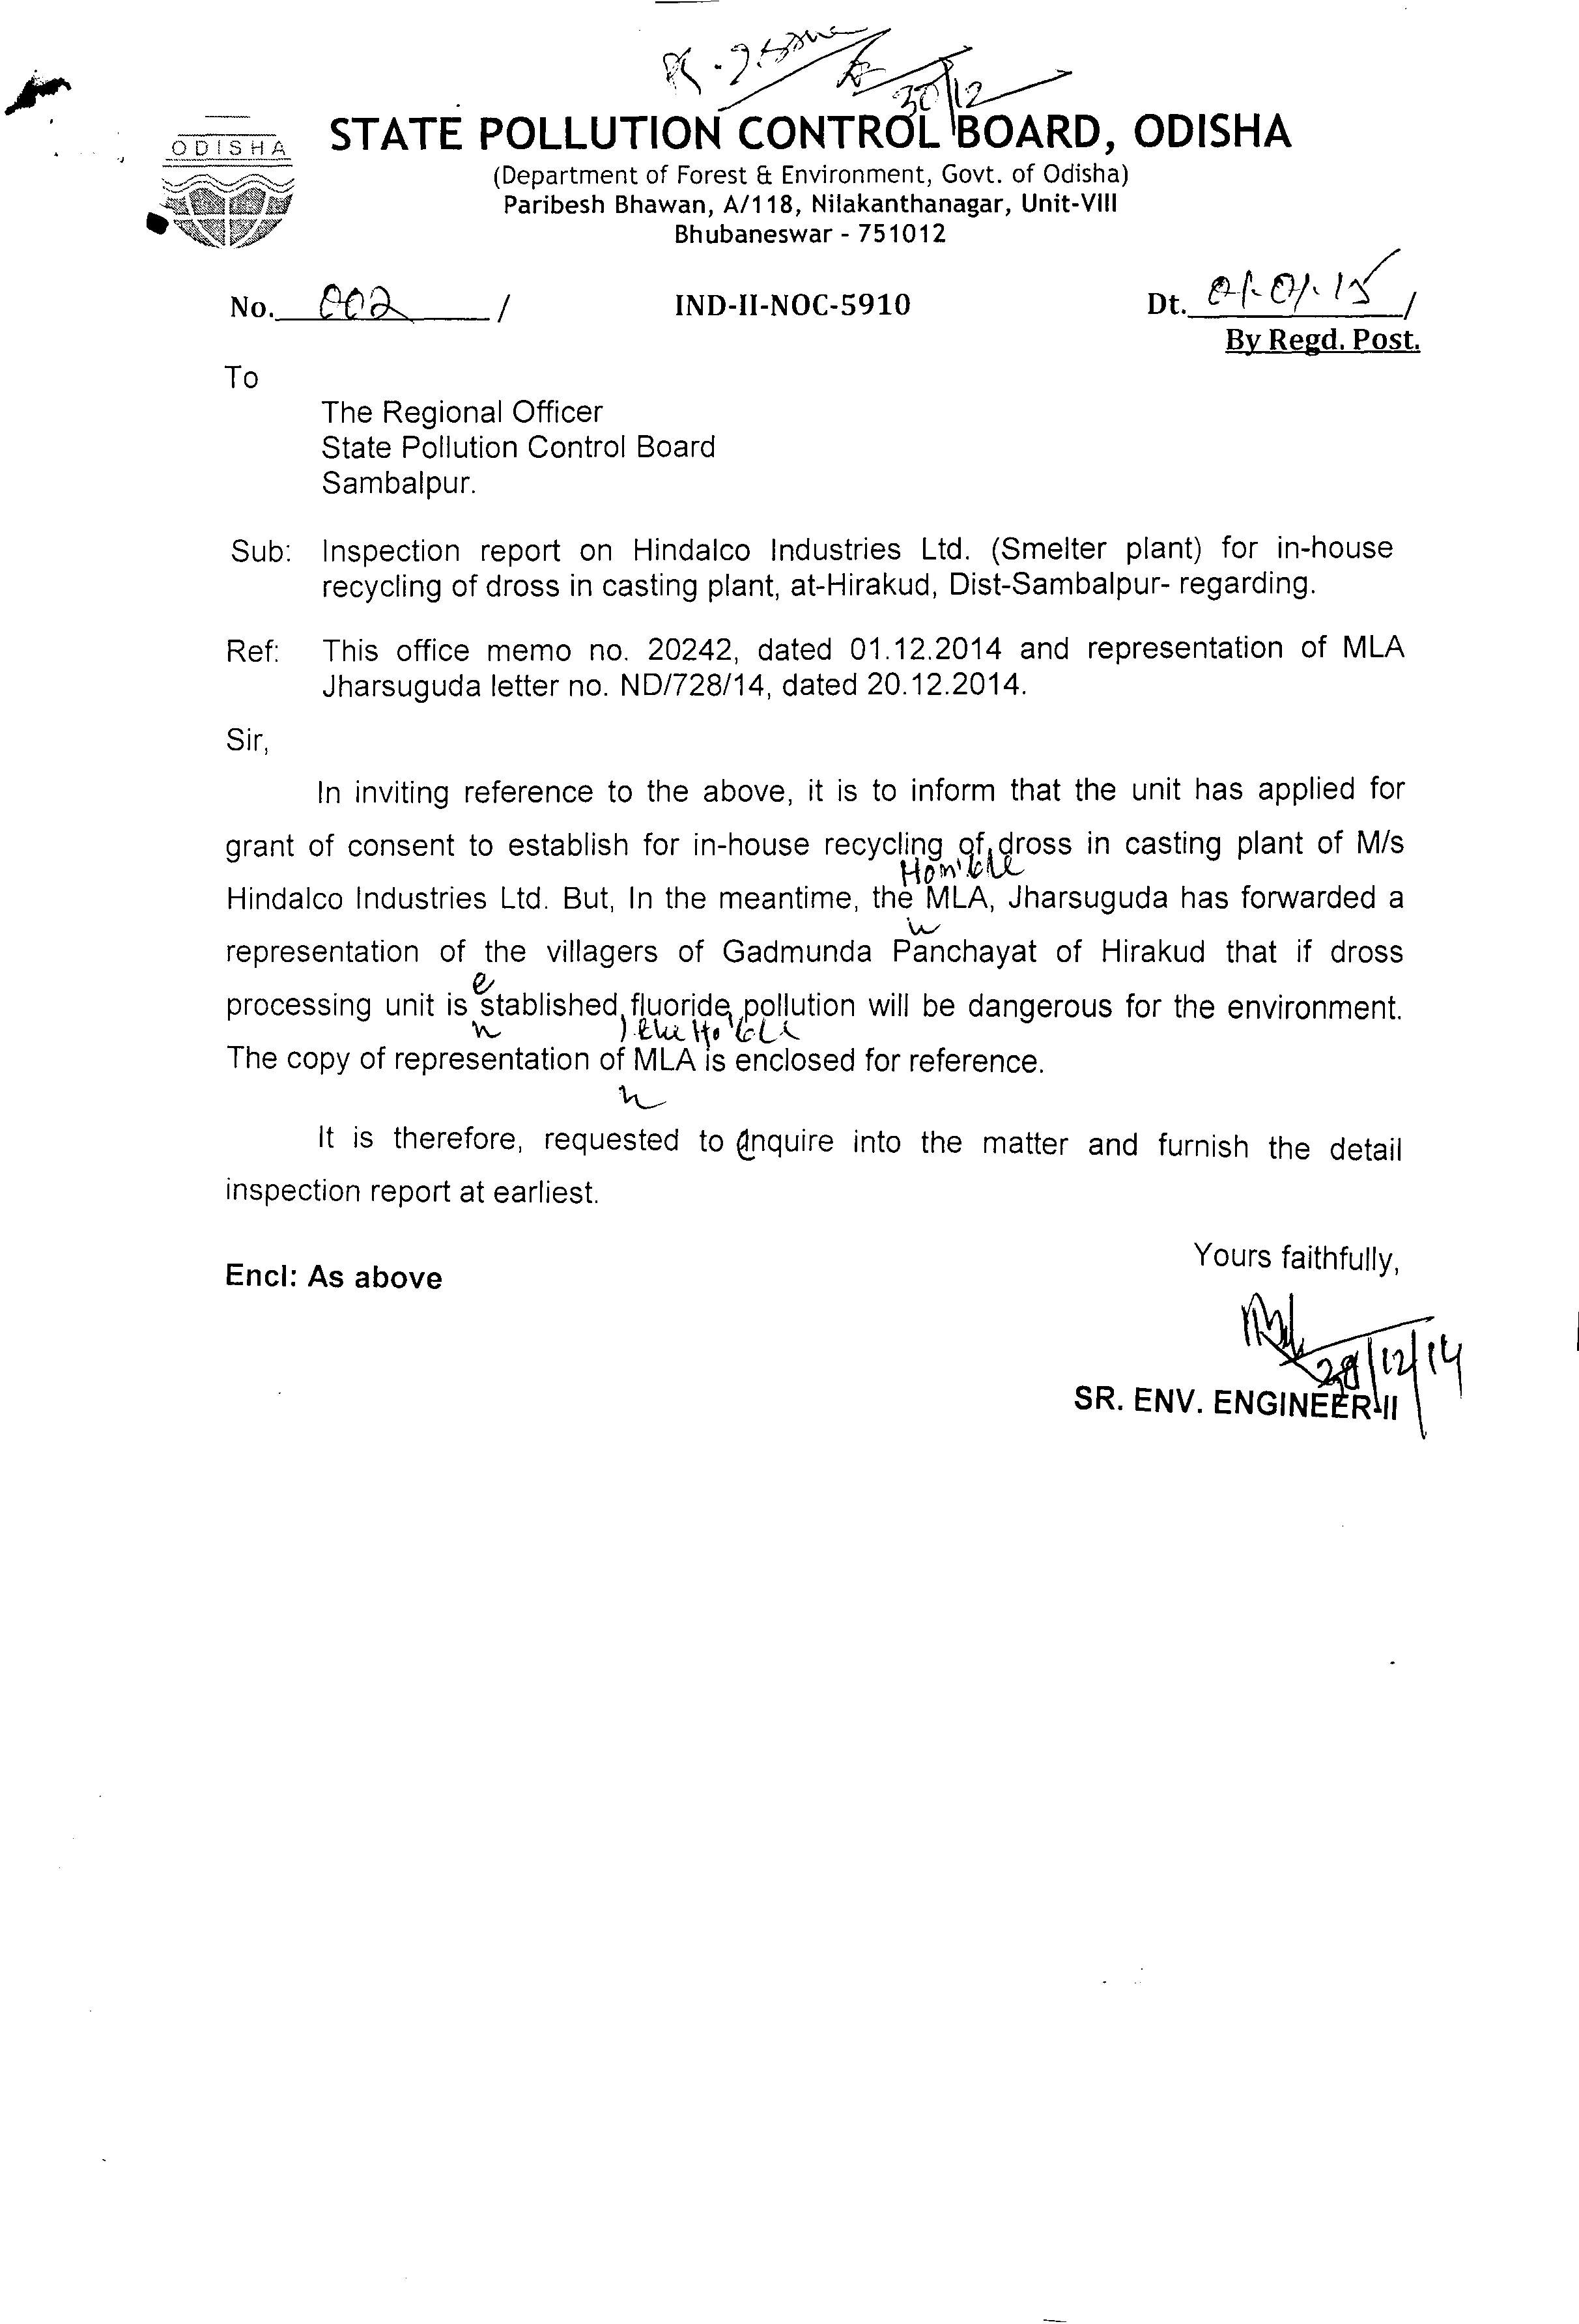 30/12
ODISHA
STATE POLLUTION CONTROL BOARD, ODISHA
(Department of Forest & Environment, Govt. of Odisha)
Paribesh Bhawan, A/118, Nilakanthanagar, Unit-VIII
Bhubaneswar - 751012
No. 002 / IND-II-NOC-5910 Dt. 01.01.15 /
By Regd. Post.
To
The Regional Officer
State Pollution Control Board
Sambalpur.
Sub: Inspection report on Hindalco Industries Ltd. (Smelter plant) for in-house
recycling of dross in casting plant, at-Hirakud, Dist-Sambalpur- regarding.
Ref: This office memo no. 20242, dated 01.12.2014 and representation of MLA
Jharsuguda letter no. ND/728/14, dated 20.12.2014.
Sir,
In inviting reference to the above, it is to inform that the unit has applied for
grant of consent to establish for in-house recycling of dross in casting plant of M/s
Hon'ble
Hindalco Industries Ltd. But, In the meantime, the MLA, Jharsuguda has forwarded a
representation of the villagers of Gadmunda Panchayat of Hirakud that if dross
e
processing unit is stablished, fluoride pollution will be dangerous for the environment.
the Ho'ble
The copy of representation of MLA is enclosed for reference.
It is therefore, requested to enquire into the matter and furnish the detail
inspection report at earliest.
Yours faithfully,
Encl: As above
28/12/14
SR. ENV. ENGINEER-II